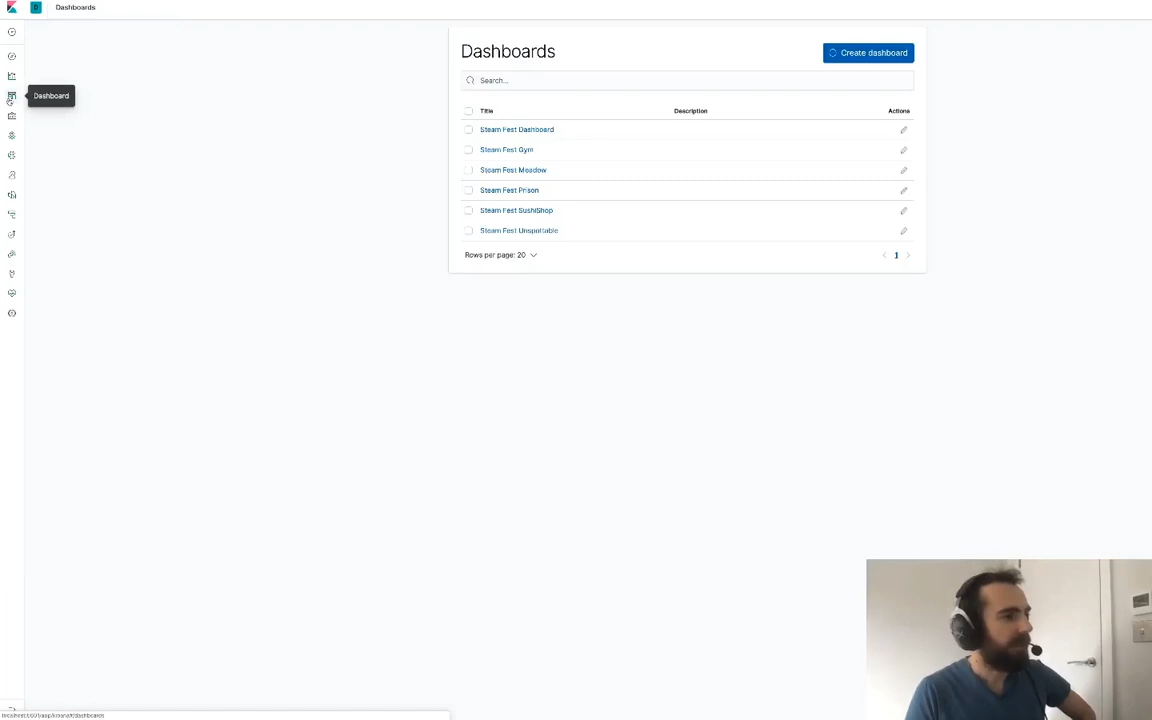 D Dashboards
Dashboards
Create dashboard
Search...
Dashboard
Title Description Actions
Steam Fest Dashboard
Steam Fest Gym
Steam Fest Meadow
Steam Fest Prison
Steam Fest SushiShop
Steam Fest Unspottable
Rows per page: 20
1